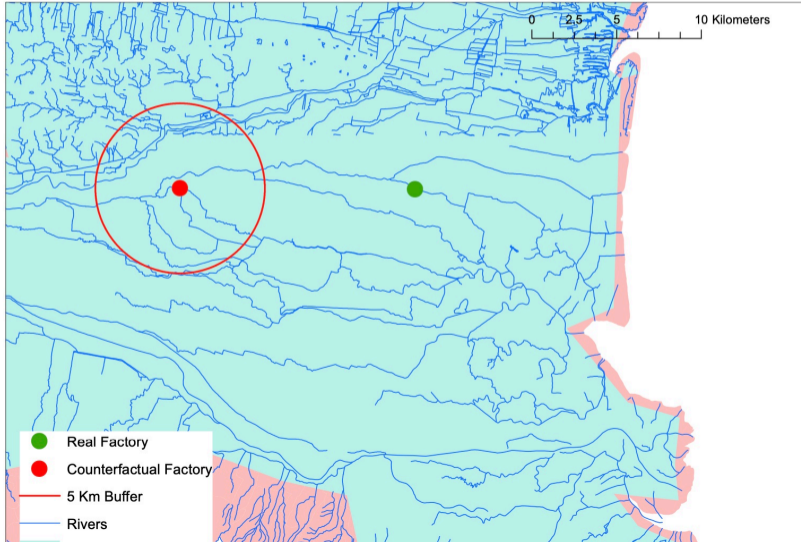 0 2.5 5 10 Kilometers
Real Factory
Counterfactual Factory
5 Km Buffer
Rivers